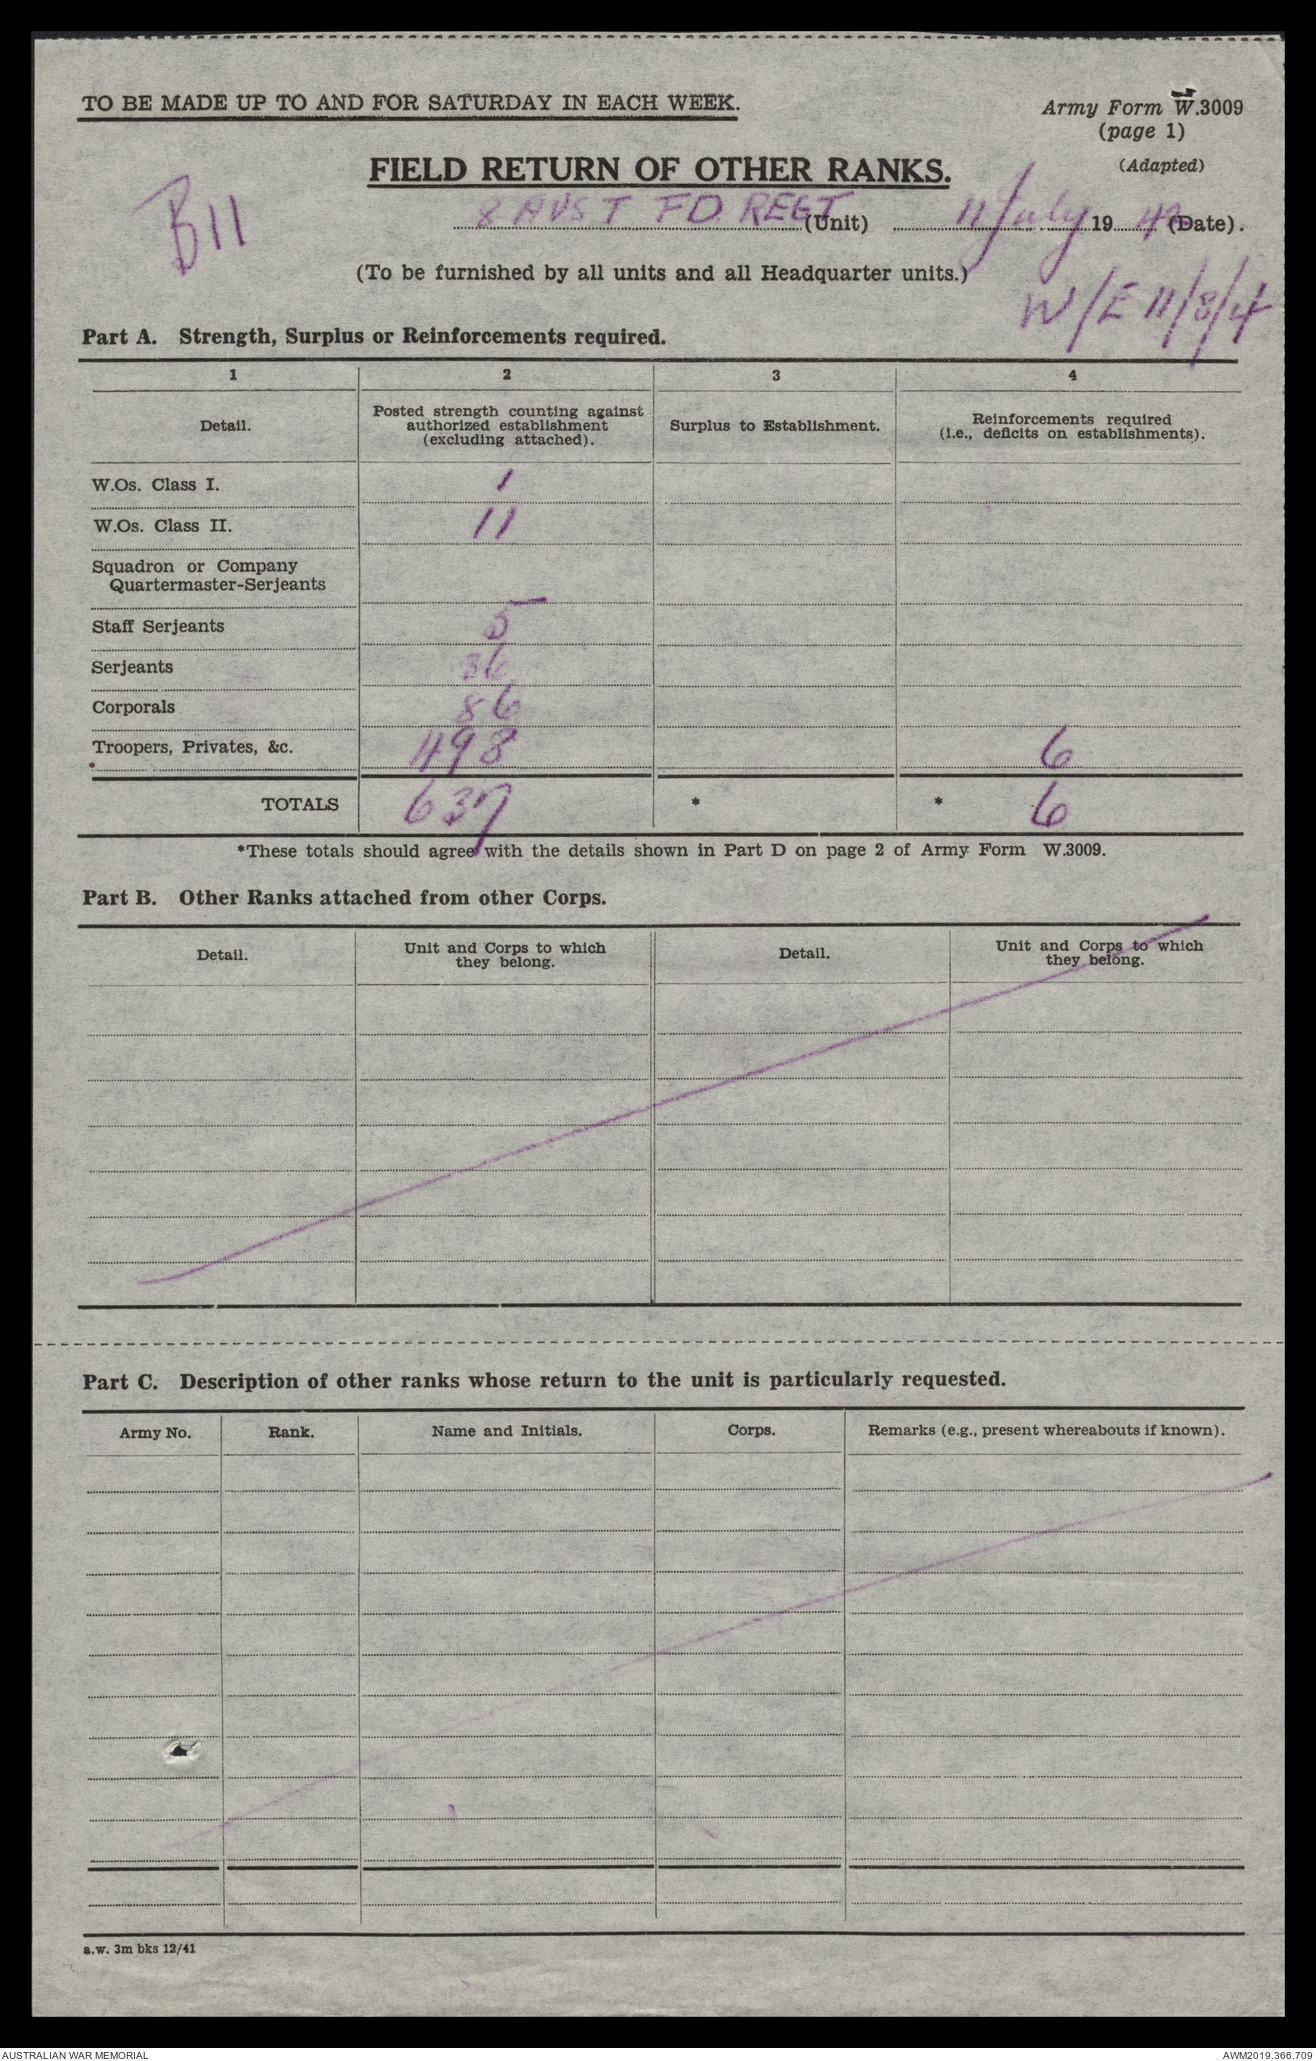 TO BE MADE UP TO AND FOR SATURDAY IN EACH WEEK.
Army Form W.3009
(page 1)
(Adapted)
FIELD RETURN OF OTHER RANKS.
B11
8 AUST FD REGT (Unit) 11 July 1942 (Date).
(To be furnished by all units and all Headquarter units.)
W/E 11/8/4
Part A. Strength, Surplus or Reinforcements required.
1 2 3 4
Detail. Posted strength counting against authorized establishment (excluding attached). Surplus to Establishment. Reinforcements required (i.e., deficits on establishments).
W.Os. Class I. 1
W.Os. Class II. 11
Squadron or Company
Quartermaster-Serjeants
Staff Serjeants 5
Serjeants 36
Corporals 86
Troopers, Privates, &c. 498 6
TOTALS 637 * * 6
*These totals should agree with the details shown in Part D on page 2 of Army Form W.3009.
Part B. Other Ranks attached from other Corps.
Detail. Unit and Corps to which they belong. Detail. Unit and Corps to which they belong.
Part C. Description of other ranks whose return to the unit is particularly requested.
Army No. Rank. Name and Initials. Corps. Remarks (e.g., present whereabouts if known).
a.w. 3m bks 12/41
AUSTRALIAN WAR MEMORIAL AWM2019.366.709